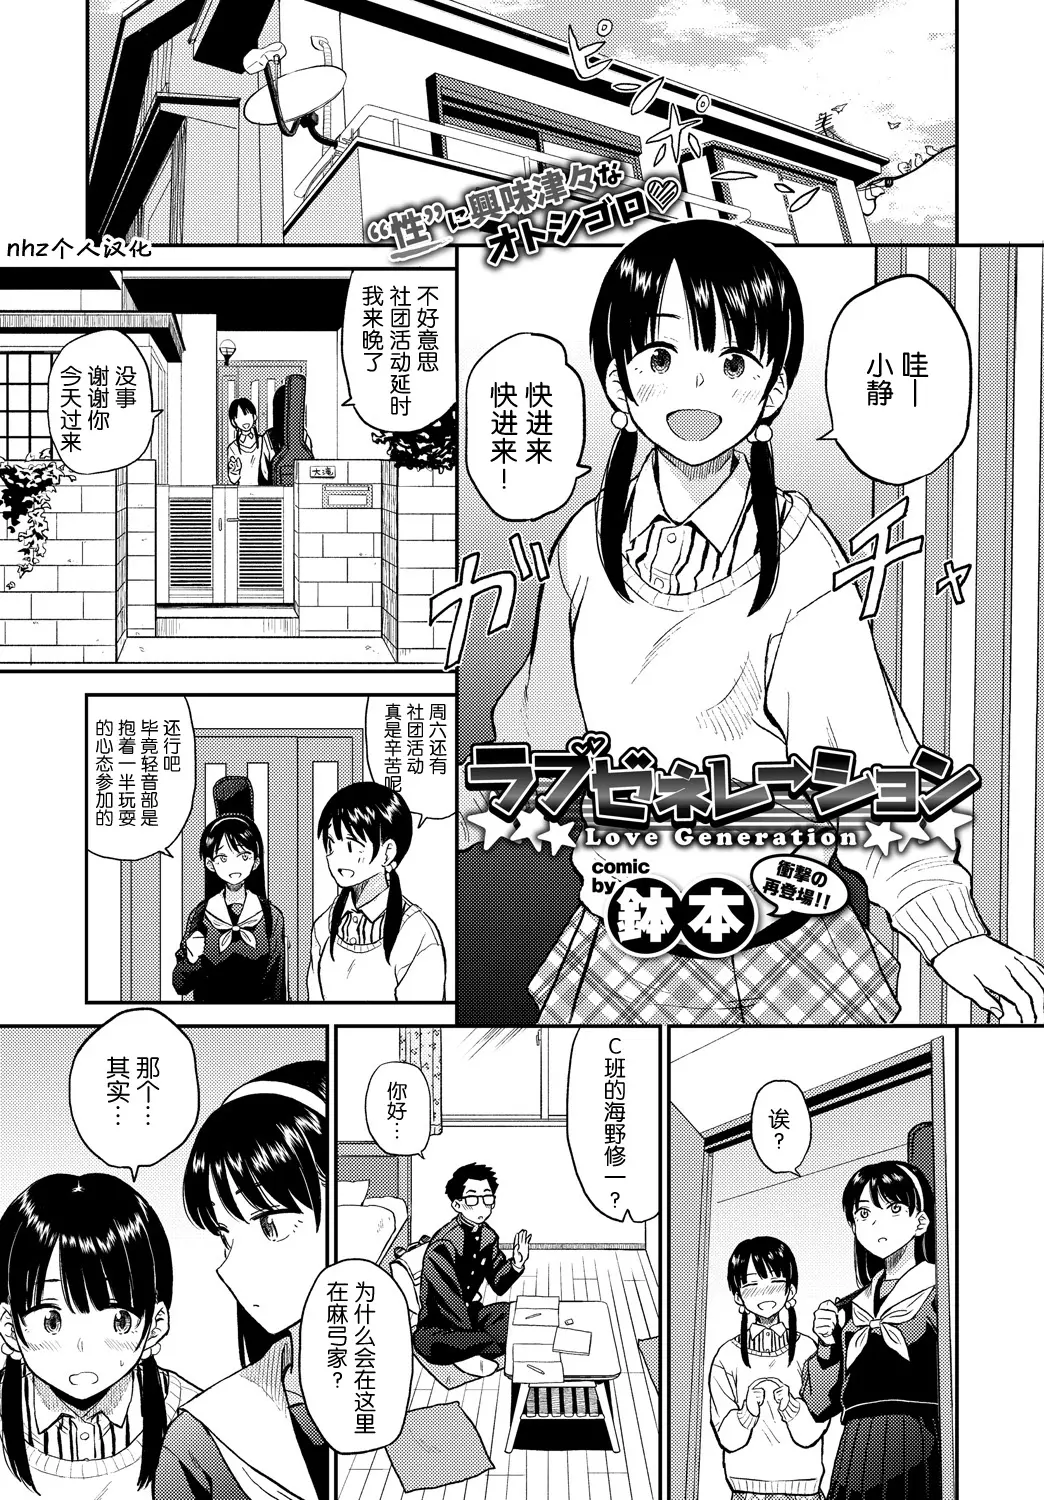 ピーンポーン
“性”に興味津々な
オトシゴロ♥
nhz个人汉化
哇—
小静
快进来
快进来！
ガチャ
不好意思
社团活动延时
我来晚了
没事
谢谢你
今天过来
大滝
ラブゼネレーション
Love Generation
comic
by
鉢本
衝撃の
再登場!!
周六还有
社团活动
真是辛苦呢
还行吧
毕竟轻音部是
抱着一半玩耍
的心态参加的
诶？
C班的海野修一？
你好…
为什么会在这里
在麻弓家？
那个…
其实…